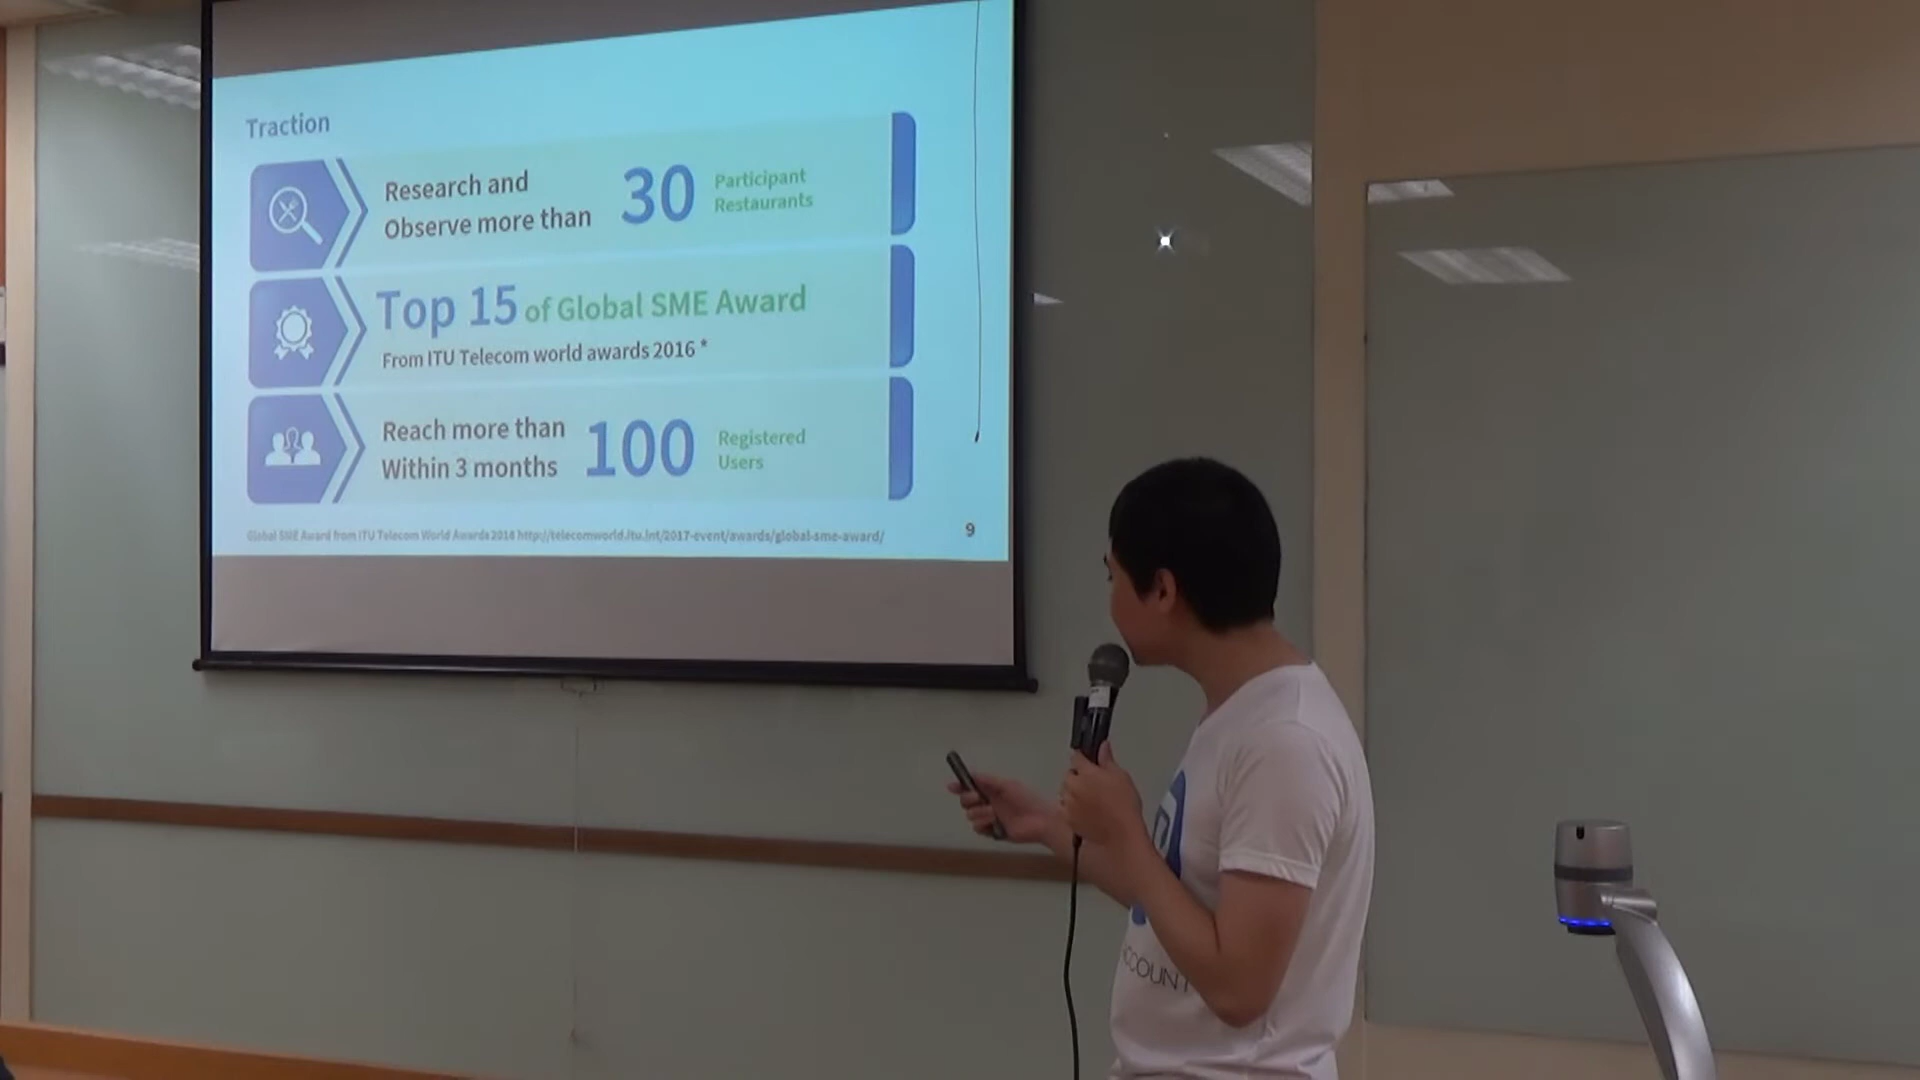 Traction
Research and
Observe more than
30
Participant
Restaurants
Top 15 of Global SME Award
From ITU Telecom world awards 2016 *
Reach more than
Within 3 months
100
Registered
Users
Global SME Award from ITU Telecom World Awards 2016 http://telecomworld.itu.int/2017-event/awards/global-sme-award/
9
CCOUNT